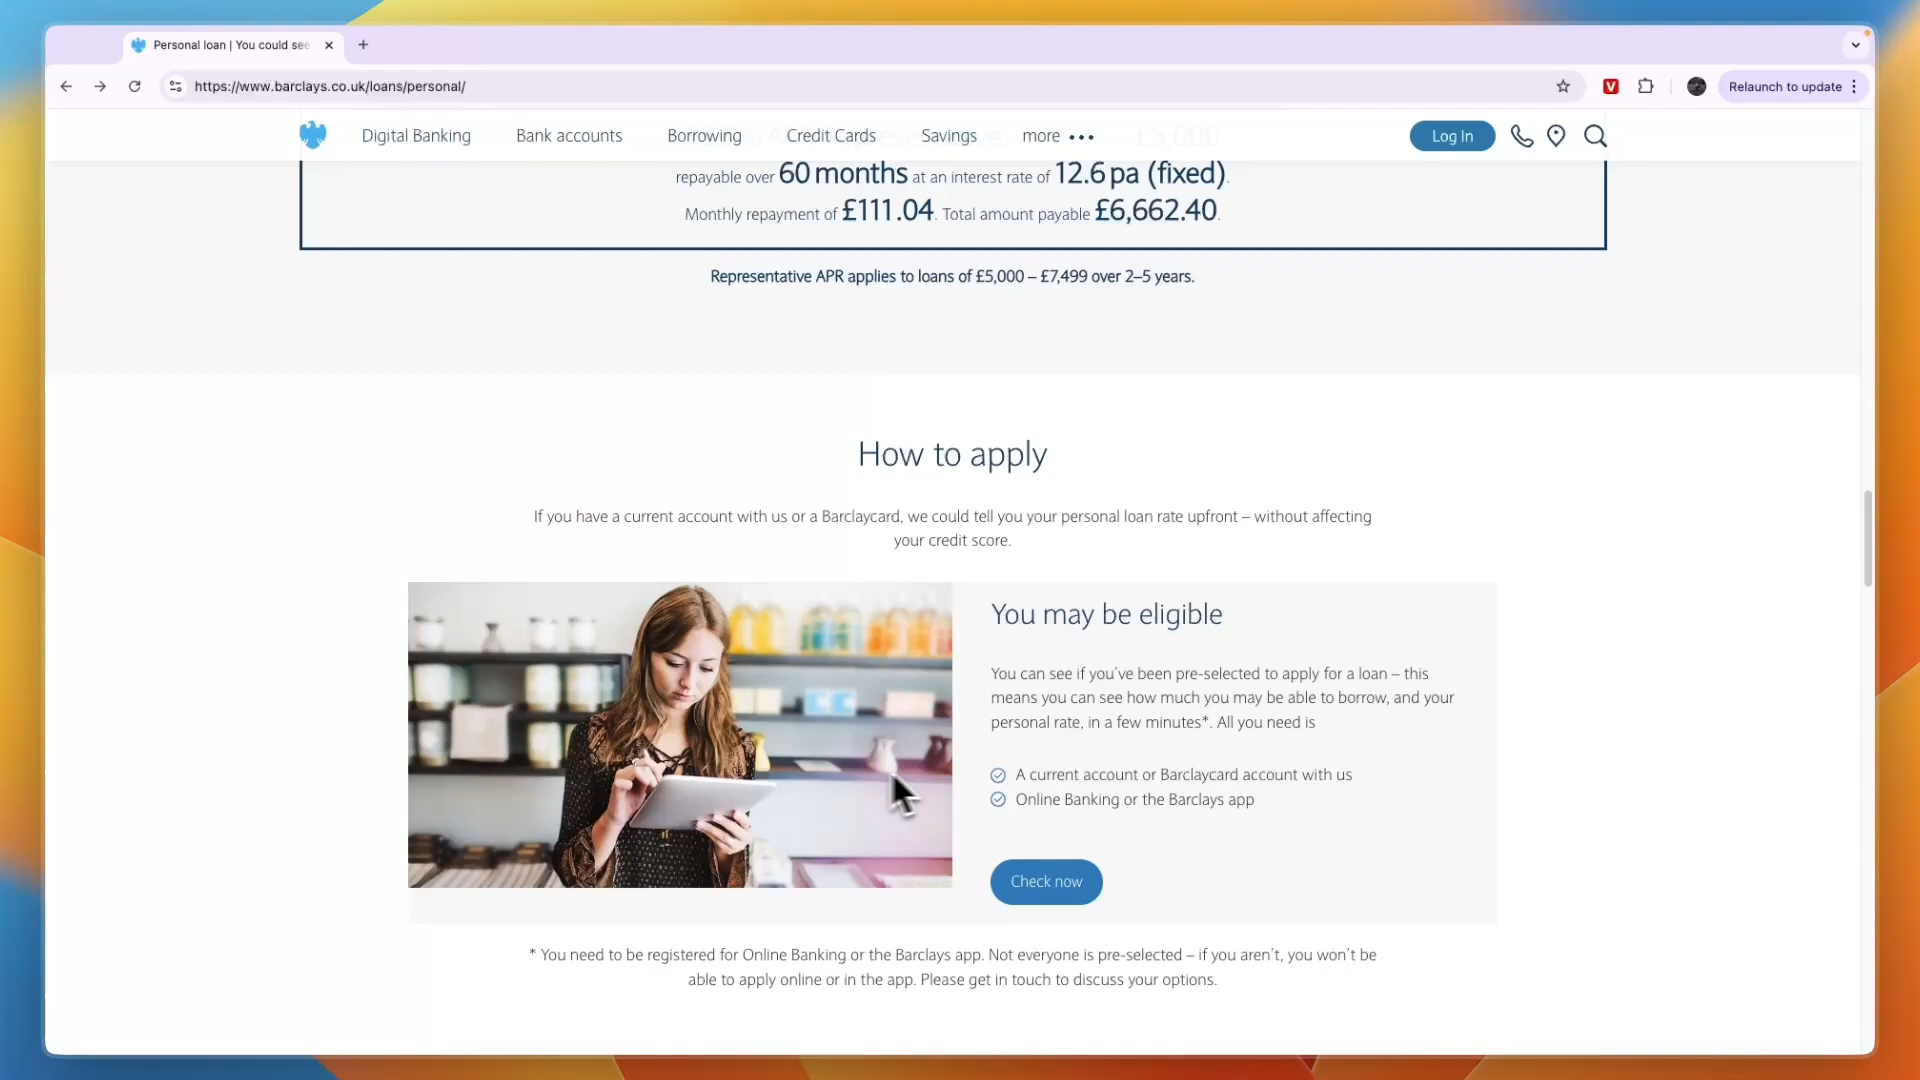 Personal loan | You could see
https://www.barclays.co.uk/loans/personal/
Relaunch to update
Digital Banking Bank accounts Borrowing Credit Cards Savings more Log In
£5,000
repayable over 60 months at an interest rate of 12.6 pa (fixed).
Monthly repayment of £111.04. Total amount payable £6,662.40.
Representative APR applies to loans of £5,000 – £7,499 over 2–5 years.
How to apply
If you have a current account with us or a Barclaycard, we could tell you your personal loan rate upfront – without affecting
your credit score.
You may be eligible
You can see if you've been pre-selected to apply for a loan – this
means you can see how much you may be able to borrow, and your
personal rate, in a few minutes*. All you need is
A current account or Barclaycard account with us
Online Banking or the Barclays app
Check now
* You need to be registered for Online Banking or the Barclays app. Not everyone is pre-selected – if you aren't, you won't be
able to apply online or in the app. Please get in touch to discuss your options.